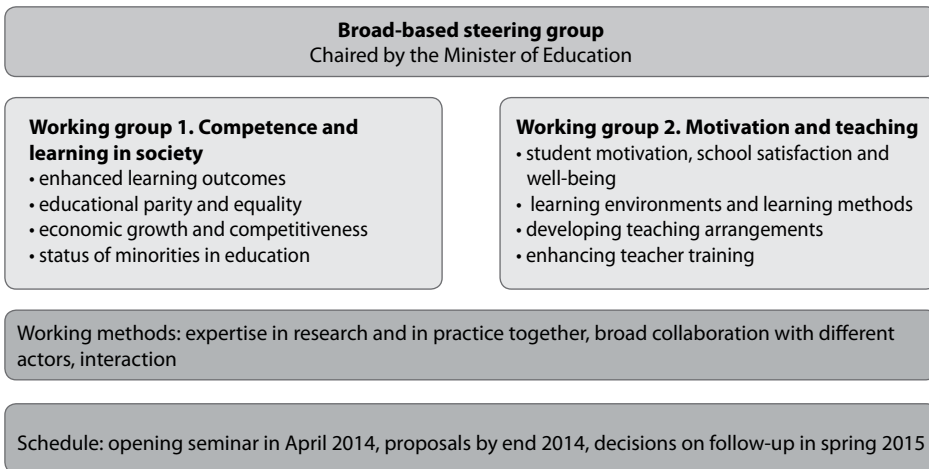 Broad-based steering group
Chaired by the Minister of Education
Working group 1. Competence and
learning in society
• enhanced learning outcomes
• educational parity and equality
• economic growth and competitiveness
• status of minorities in education
Working group 2. Motivation and teaching
• student motivation, school satisfaction and
well-being
• learning environments and learning methods
• developing teaching arrangements
• enhancing teacher training
Working methods: expertise in research and in practice together, broad collaboration with different
actors, interaction
Schedule: opening seminar in April 2014, proposals by end 2014, decisions on follow-up in spring 2015